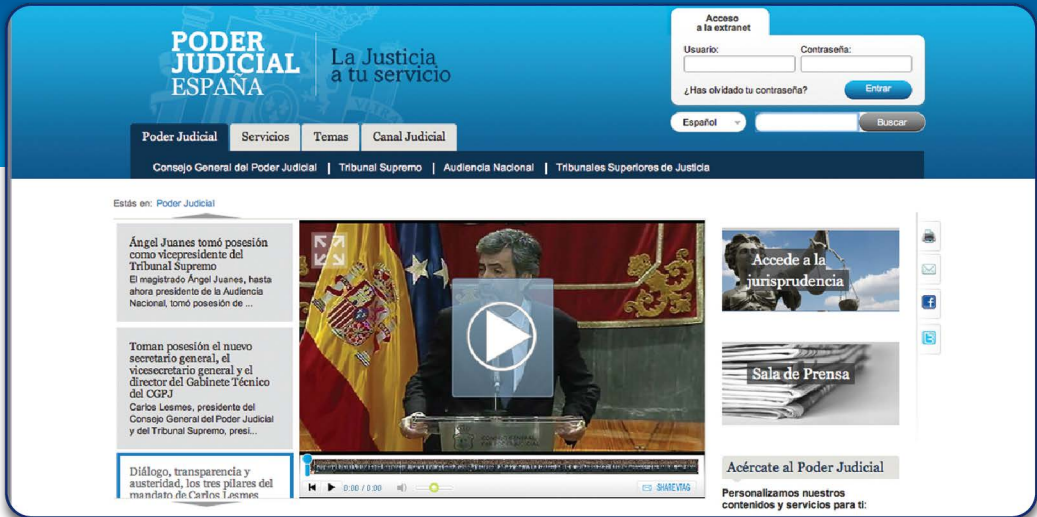 Acceso
a la extranet
Usuario:
Contraseña:
¿Has olvidado tu contraseña?
Entrar
PODER
JUDICIAL
ESPAÑA
La Justicia
a tu servicio
Español
Buscar
Poder Judicial
Servicios
Temas
Canal Judicial
Consejo General del Poder Judicial | Tribunal Supremo | Audiencia Nacional | Tribunales Superiores de Justicia
Estás en: Poder Judicial
Ángel Juanes tomó posesión
como vicepresidente del
Tribunal Supremo
El magistrado Ángel Juanes, hasta
ahora presidente de la Audiencia
Nacional, tomó posesión de ...
Toman posesión el nuevo
secretario general, el
vicesecretario general y el
director del Gabinete Técnico
del CGPJ
Carlos Lesmes, presidente del
Consejo General del Poder Judicial
y del Tribunal Supremo, presi...
Diálogo, transparencia y
austeridad, los tres pilares del
mandato de Carlos Lesmes
0:00 / 0:00
SHARE&TAG
Accede a la
jurisprudencia
Sala de Prensa
Acércate al Poder Judicial
Personalizamos nuestros
contenidos y servicios para ti: